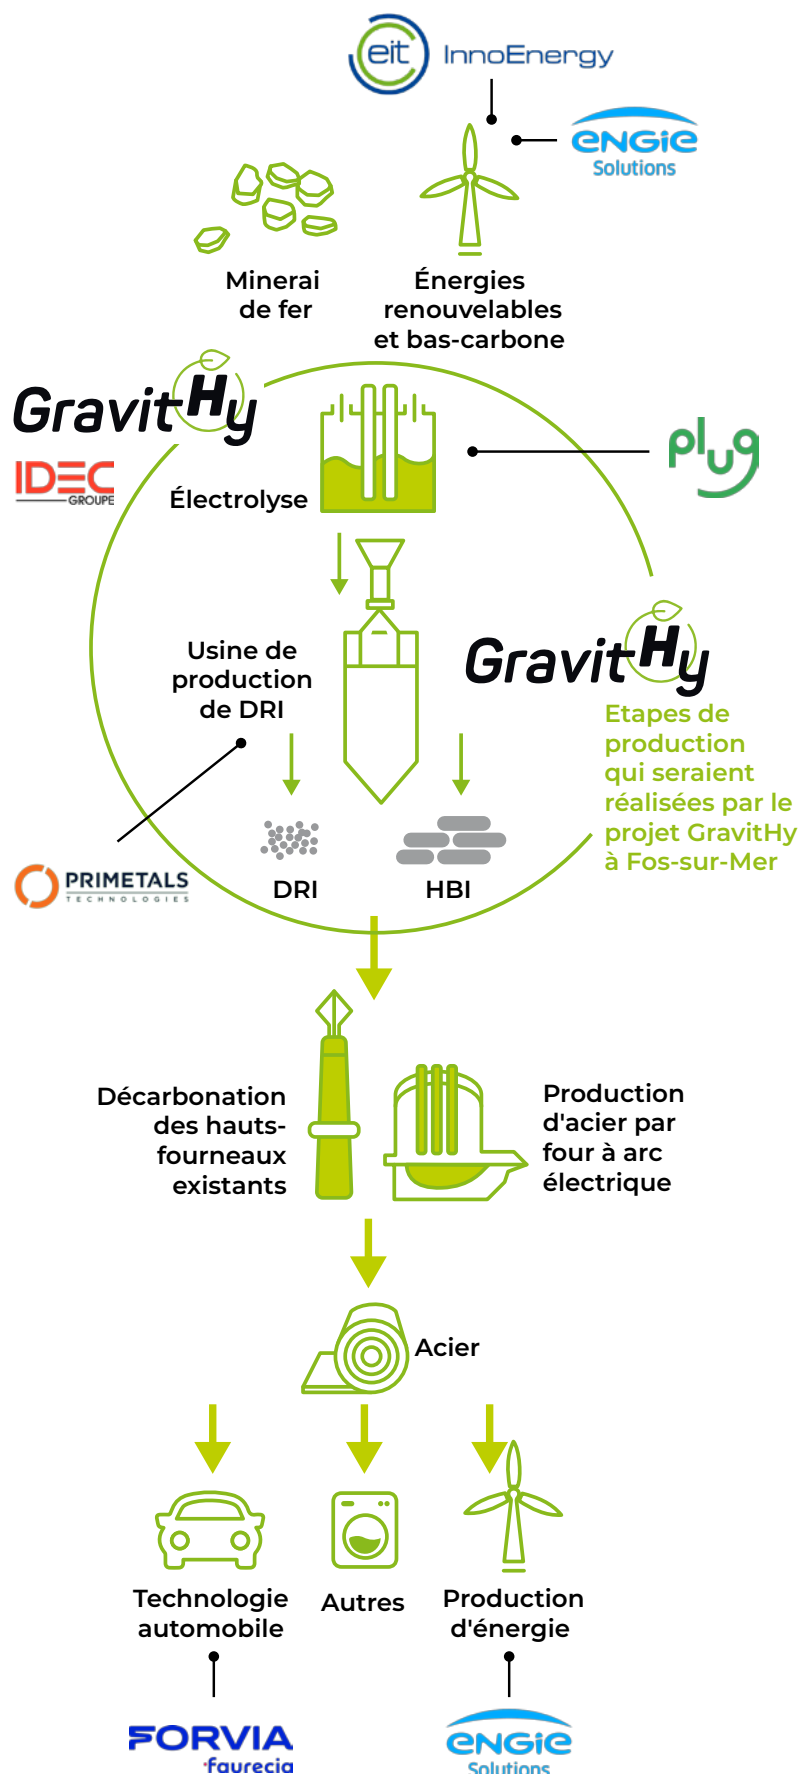 eit InnoEnergy
ENGIE
Solutions
Minerai
de fer
Énergies
renouvelables
et bas-carbone
GravitHy
IDEC
GROUPE
plug
Électrolyse
Usine de
production
de DRI
GravitHy
Etapes de
production
qui seraient
réalisées par le
projet GravitHy
à Fos-sur-Mer
PRIMETALS
TECHNOLOGIES
DRI
HBI
Décarbonation
des hauts-
fourneaux
existants
Production
d'acier par
four à arc
électrique
Acier
Technologie
automobile
Autres
Production
d'énergie
FORVIA
faurecia
ENGIE
Solutions